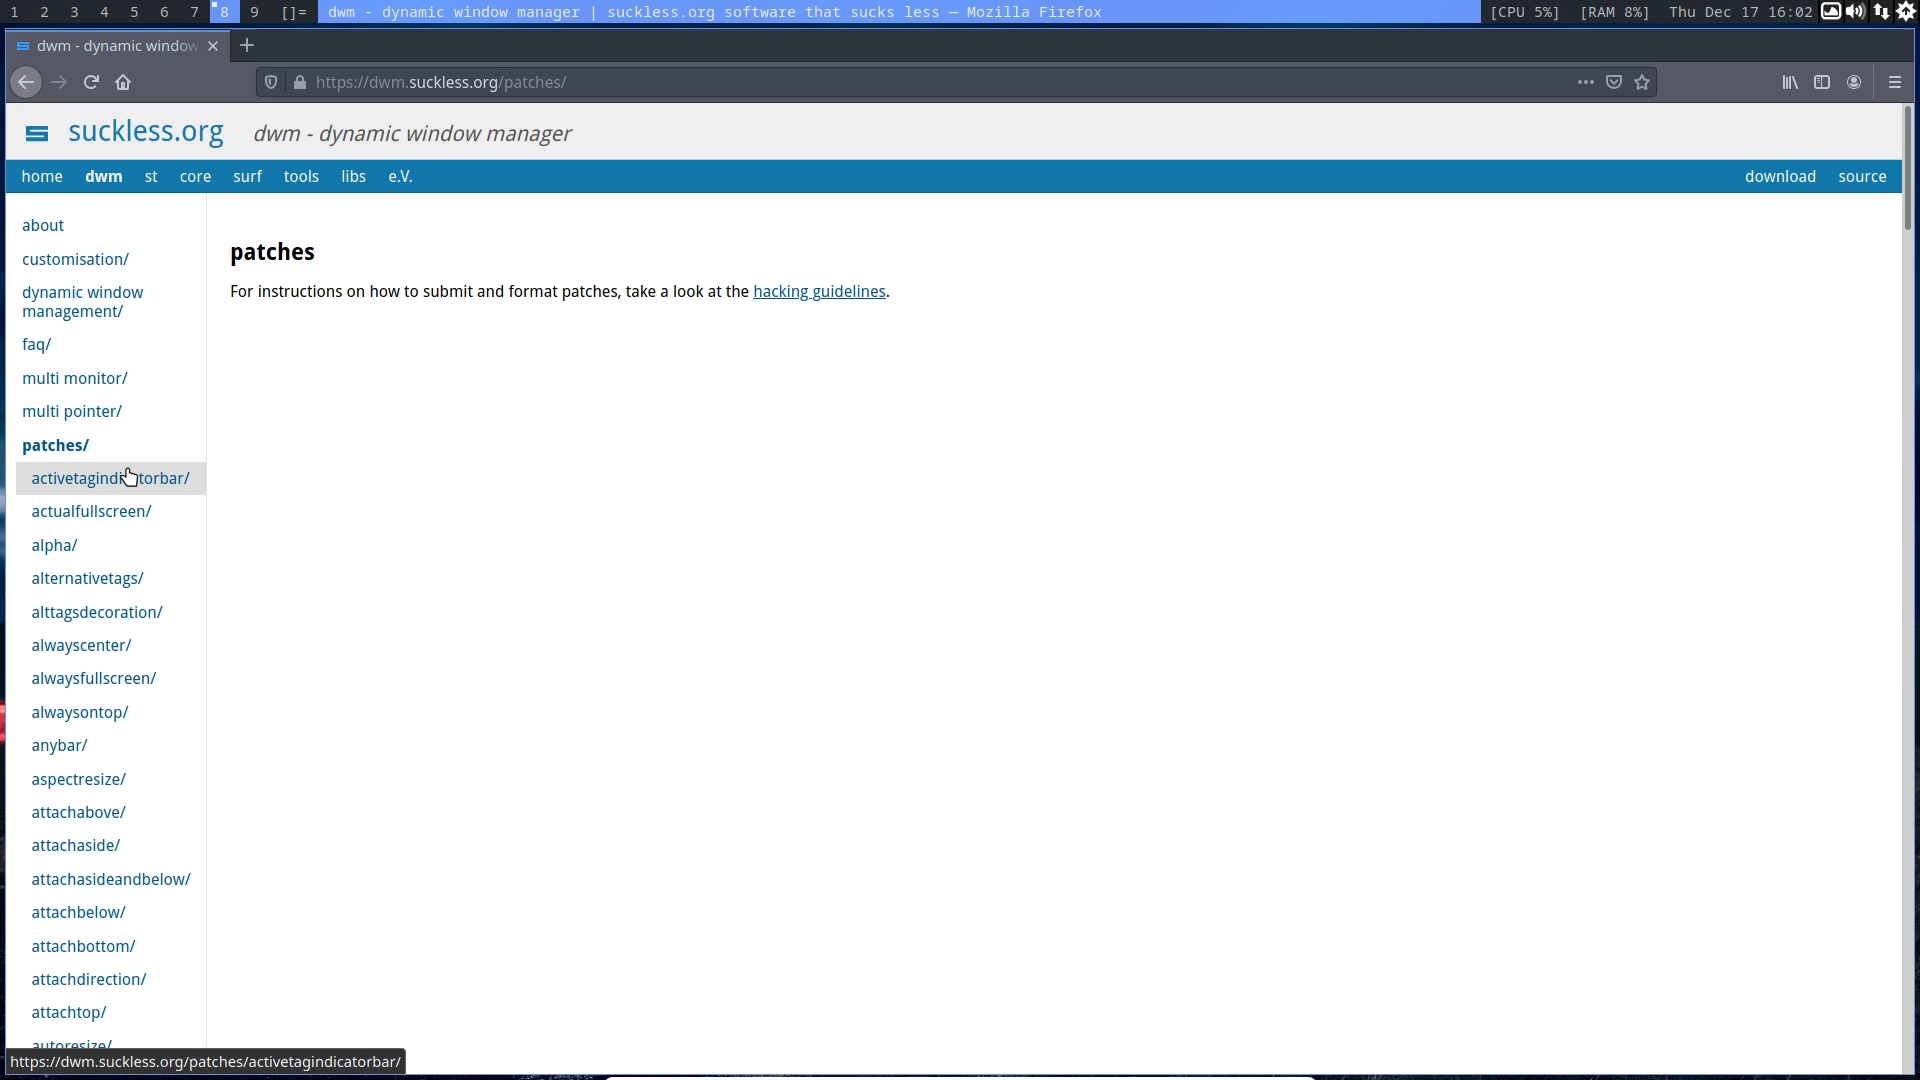 1 2 3 4 5 6 7 8 9 []= dwm - dynamic window manager | suckless.org software that sucks less — Mozilla Firefox [CPU 5%] [RAM 8%] Thu Dec 17 16:02
dwm - dynamic window
https://dwm.suckless.org/patches/
suckless.org dwm - dynamic window manager
home dwm st core surf tools libs e.V. download source
about
customisation/
dynamic window
management/
faq/
multi monitor/
multi pointer/
patches/
activetagindicatorbar/
actualfullscreen/
alpha/
alternativetags/
alttagsdecoration/
alwayscenter/
alwaysfullscreen/
alwaysontop/
anybar/
aspectresize/
attachabove/
attachaside/
attachasideandbelow/
attachbelow/
attachbottom/
attachdirection/
attachtop/
autoresize/
patches
For instructions on how to submit and format patches, take a look at the hacking guidelines.
https://dwm.suckless.org/patches/activetagindicatorbar/